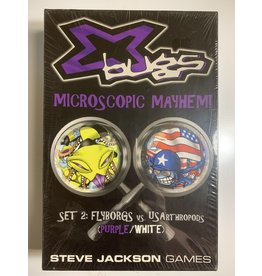 X
bugs
MICROSCOPIC MAYHEM!
SET 2: FLYBORGS vs USARTHROPODS
(PURPLE/WHITE)
STEVE JACKSON GAMES